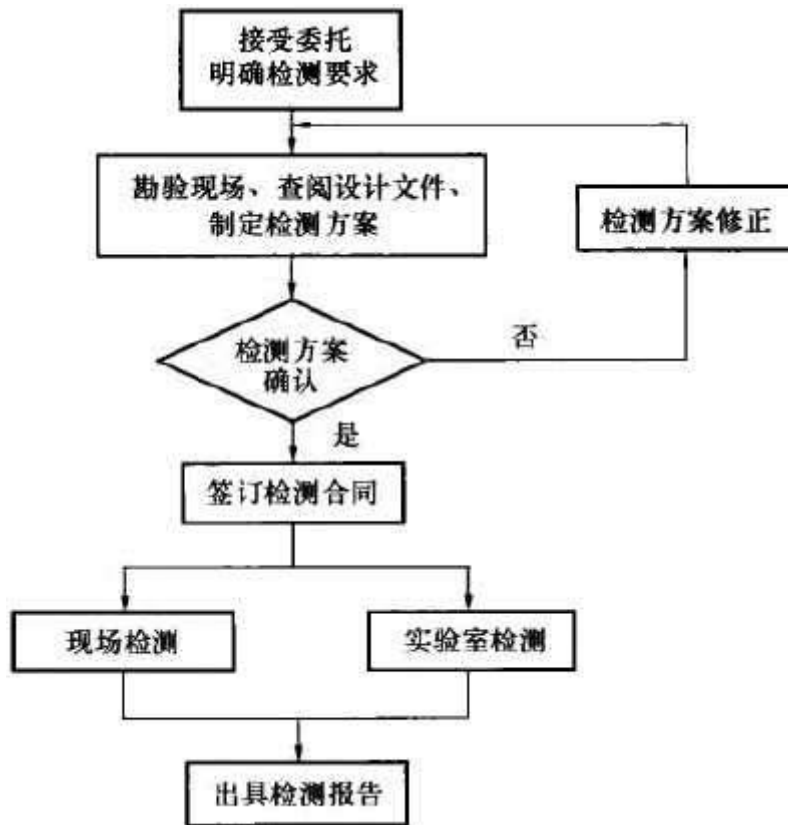 接受委托
明确检测要求
勘验现场、查阅设计文件、
制定检测方案
检测方案修正
检测方案
确认
否
是
签订检测合同
现场检测
实验室检测
出具检测报告